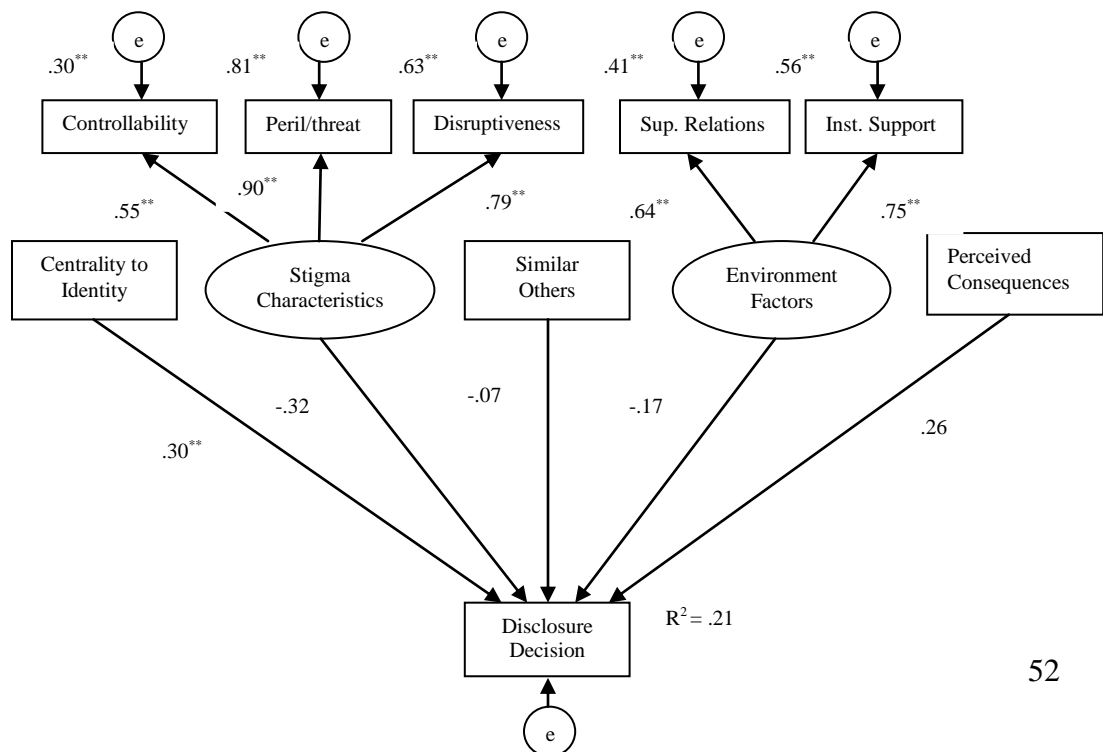 e e e e e
.30** .81** .63** .41** .56**
Controllability Peril/threat Disruptiveness Sup. Relations Inst. Support
.55** .90** .79** .64** .75**
Centrality to
Identity
Stigma
Characteristics
Similar
Others
Environment
Factors
Perceived
Consequences
.30** -.32 -.07 -.17 .26
Disclosure
Decision
R² = .21
e
52